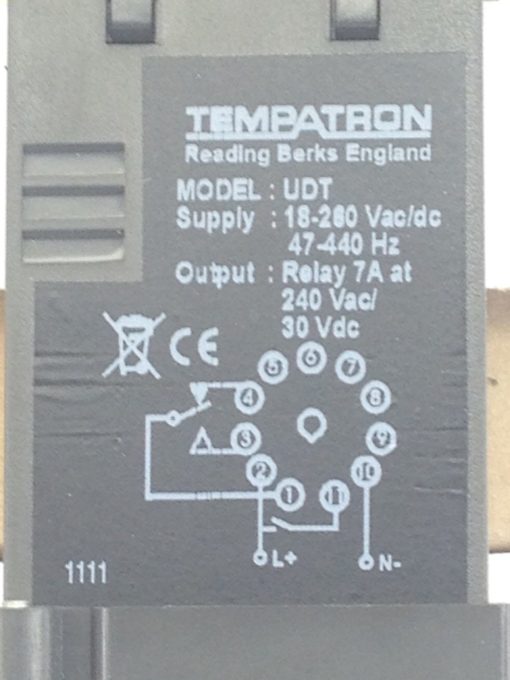 TEMPATRON
Reading Berks England
MODEL : UDT
Supply : 18-260 Vac/dc
47-440 Hz
Output : Relay 7A at
240 Vac/
30 Vdc
CE
6
5 7
4 8
3 9
2 10
1 11
L+ N-
1111